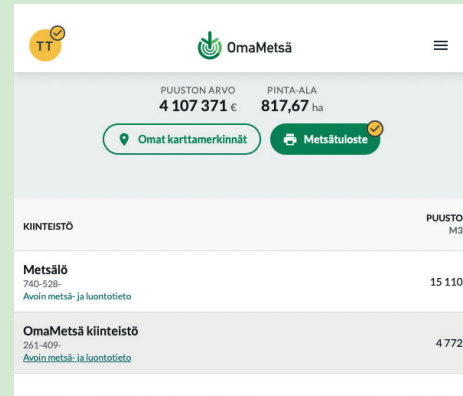 TT
OmaMetsä
PUUSTON ARVO PINTA-ALA
4 107 371 € 817,67 ha
Omat karttamerkinnät Metsätuloste
KIINTEISTÖ PUUSTO
M3
Metsälö
740-528-
Avoin metsä- ja luontotieto
15 110
OmaMetsä kiinteistö
261-409-
Avoin metsä- ja luontotieto
4 772